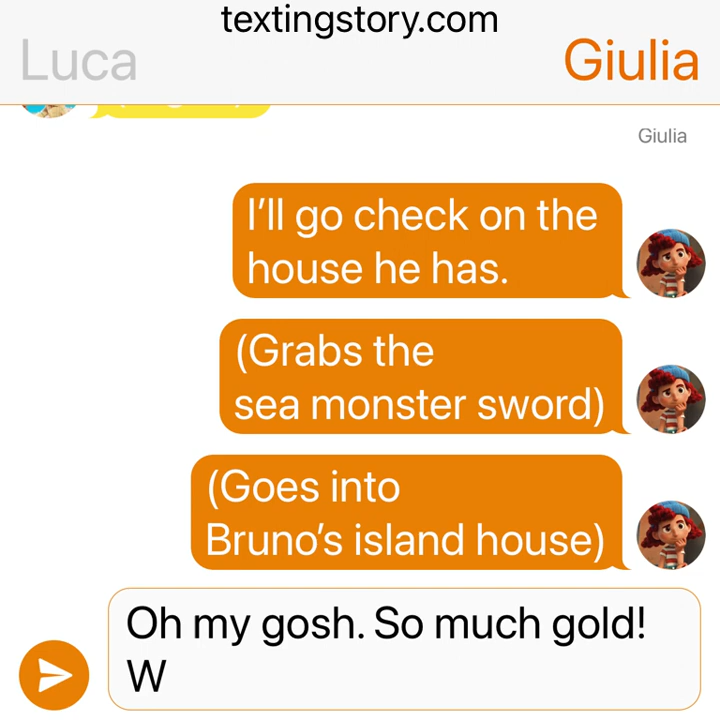 textingstory.com
Luca
Giulia
Giulia
I’ll go check on the
house he has.
(Grabs the
sea monster sword)
(Goes into
Bruno’s island house)
Oh my gosh. So much gold!
W